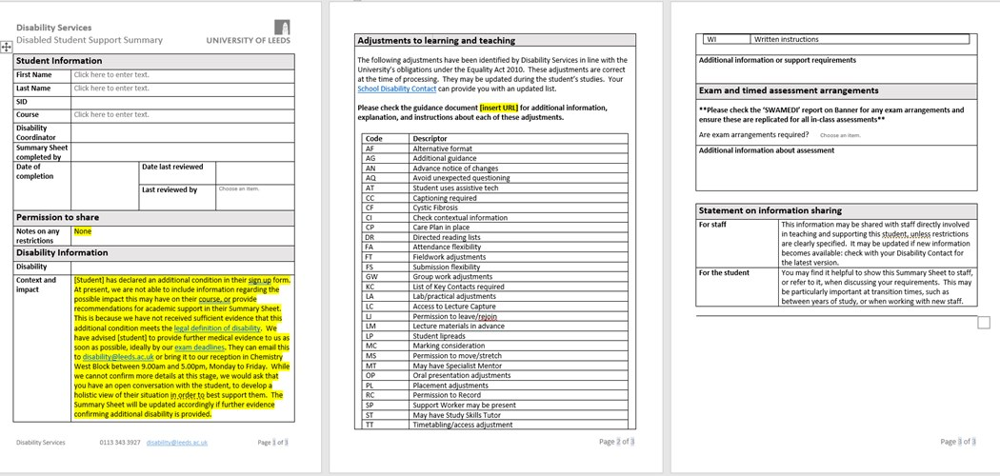 Disability Services
Disabled Student Support Summary
UNIVERSITY OF LEEDS
Student Information
First Name Click here to enter text.
Last Name Click here to enter text.
SID
Course Click here to enter text.
Disability
Coordinator
Summary Sheet
completed by
Date of
completion
Date last reviewed
Last reviewed by Choose an item.
Permission to share
Notes on any
restrictions
None
Disability Information
Disability
Context and
impact
[Student] has declared an additional condition in their sign up form.
At present, we are not able to include information regarding the
possible impact this may have on their course, or provide
recommendations for academic support in their Summary Sheet.
This is because we have not received sufficient evidence that this
additional condition meets the legal definition of disability. We
have advised [student] to provide further medical evidence to us as
soon as possible, ideally by our exam deadlines. They can email this
to disability@leeds.ac.uk or bring it to our reception in Chemistry
West Block between 9.00am and 5.00pm, Monday to Friday. While
we cannot confirm more details at this stage, we would ask that
you have an open conversation with the student, to develop a
holistic view of their situation in order to best support them. The
Summary Sheet will be updated accordingly if further evidence
confirming additional disability is provided.
Disability Services 0113 343 3927 disability@leeds.ac.uk Page 1 of 3
Adjustments to learning and teaching
The following adjustments have been identified by Disability Services in line with the
University's obligations under the Equality Act 2010. These adjustments are correct
at the time of processing. They may be updated during the student's studies. Your
School Disability Contact can provide you with an updated list.
Please check the guidance document [insert URL] for additional information,
explanation, and instructions about each of these adjustments.
Code Descriptor
AF Alternative format
AG Additional guidance
AN Advance notice of changes
AQ Avoid unexpected questioning
AT Student uses assistive tech
CC Captioning required
CF Cystic Fibrosis
CI Check contextual information
CP Care Plan in place
DR Directed reading lists
FA Attendance flexibility
FT Fieldwork adjustments
FS Submission flexibility
GW Group work adjustments
KC List of Key Contacts required
LA Lab/practical adjustments
LC Access to Lecture Capture
LJ Permission to leave/rejoin
LM Lecture materials in advance
LP Student lipreads
MC Marking consideration
MS Permission to move/stretch
MT May have Specialist Mentor
OP Oral presentation adjustments
PL Placement adjustments
RC Permission to Record
SP Support Worker may be present
ST May have Study Skills Tutor
TT Timetabling/access adjustment
Page 2 of 3
WI Written instructions
Additional information or support requirements
Exam and timed assessment arrangements
**Please check the 'SWAMEDI' report on Banner for any exam arrangements and
ensure these are replicated for all in-class assessments**
Are exam arrangements required? Choose an item.
Additional information about assessment
Statement on information sharing
For staff
This information may be shared with staff directly involved
in teaching and supporting this student, unless restrictions
are clearly specified. It may be updated if new information
becomes available: check with your Disability Contact for
the latest version.
For the student
You may find it helpful to show this Summary Sheet to staff,
or refer to it, when discussing your requirements. This may
be particularly important at transition times, such as
between years of study, or when working with new staff.
Page 3 of 3